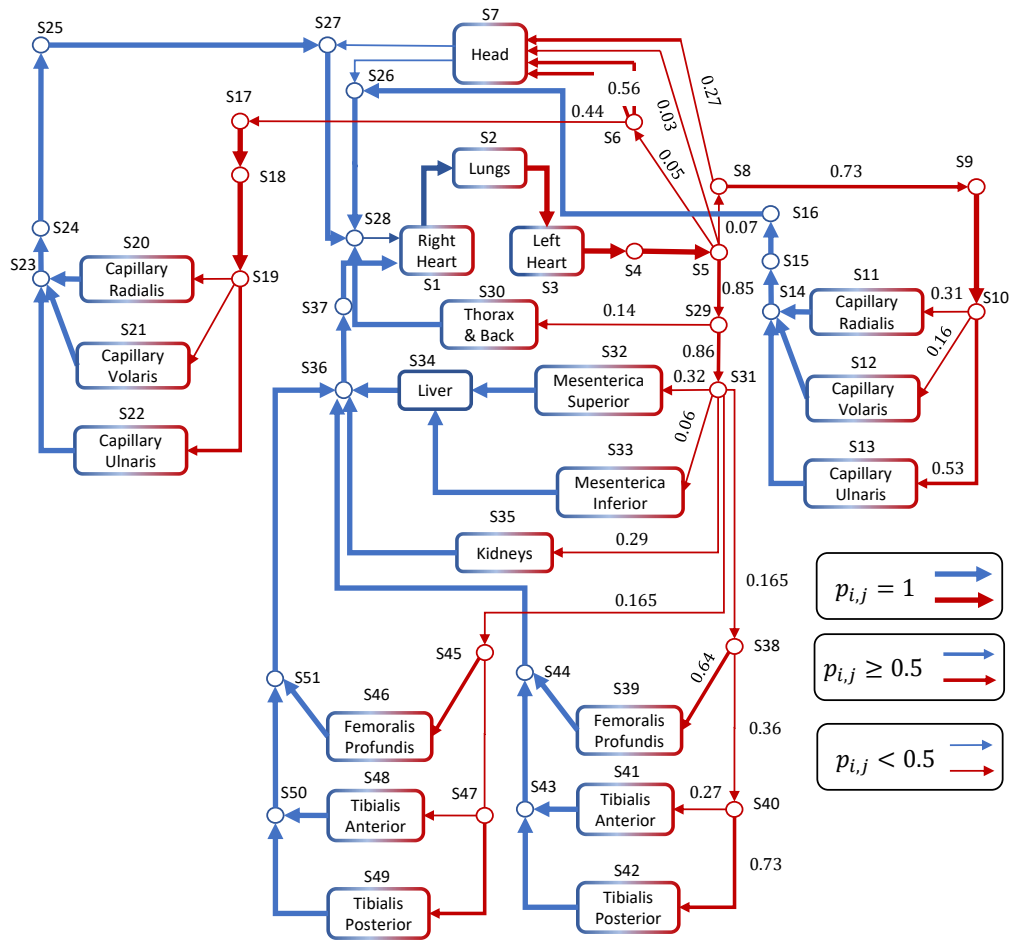 S7
S25
S27
Head
S26
0.56
0.27
0.03
S17
0.44
S6
S2
S8
S9
0.73
S18
Lungs
0.05
S16
0.07
S24
S28
Right
Heart
Left
Heart
S4
S5
S20
S23
Capillary
Radialis
S19
S1
S3
S15
S11
0.85
S37
S30
S14
Capillary
Radialis
0.31
S10
Thorax
& Back
0.14
S29
0.16
S21
Capillary
Volaris
S36
S34
S32
0.86
S12
Liver
Mesenterica
Superior
0.32
S31
Capillary
Volaris
S22
Capillary
Ulnaris
0.06
S33
S13
Mesenterica
Inferior
Capillary
Ulnaris
0.53
S35
Kidneys
0.29
0.165
0.165
p_{i,j} = 1
p_{i,j} ≥ 0.5
p_{i,j} < 0.5
S45
S38
S51
S46
S44
S39
0.64
Femoralis
Profundis
Femoralis
Profundis
0.36
S50
S48
S47
S43
S41
0.27
S40
Tibialis
Anterior
Tibialis
Anterior
S49
S42
0.73
Tibialis
Posterior
Tibialis
Posterior